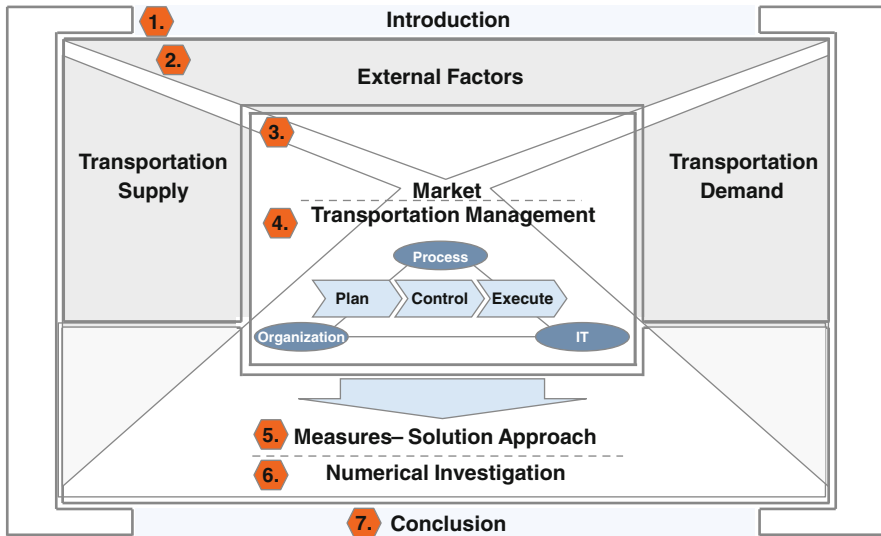 1. Introduction
2.
External Factors
3.
Transportation
Supply
Transportation
Demand
Market
4. Transportation Management
Process
Plan Control Execute
Organization IT
5. Measures– Solution Approach
6. Numerical Investigation
7. Conclusion